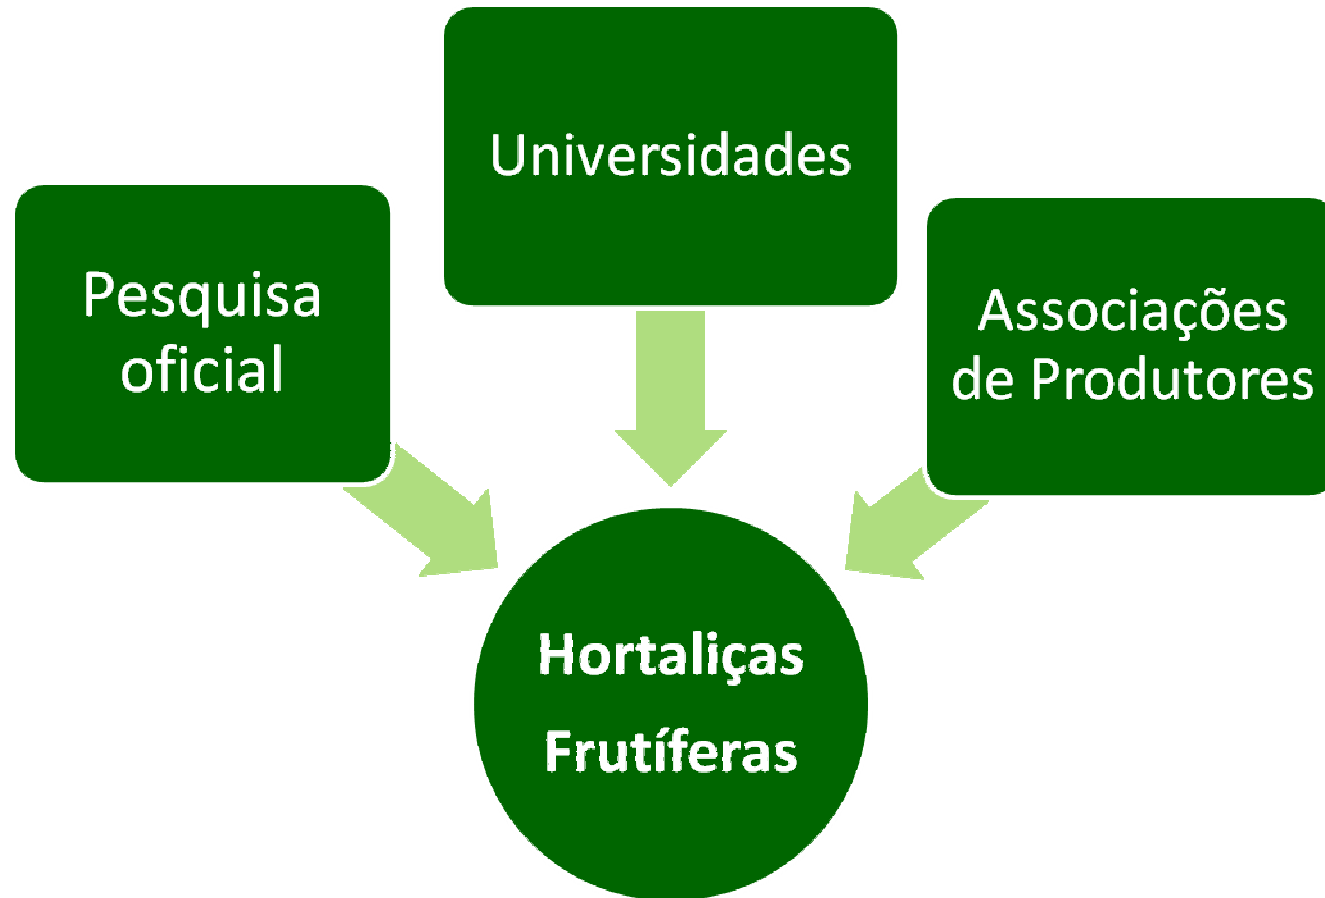 Universidades
Pesquisa
oficial
Associações
de Produtores
Hortaliças
Frutíferas